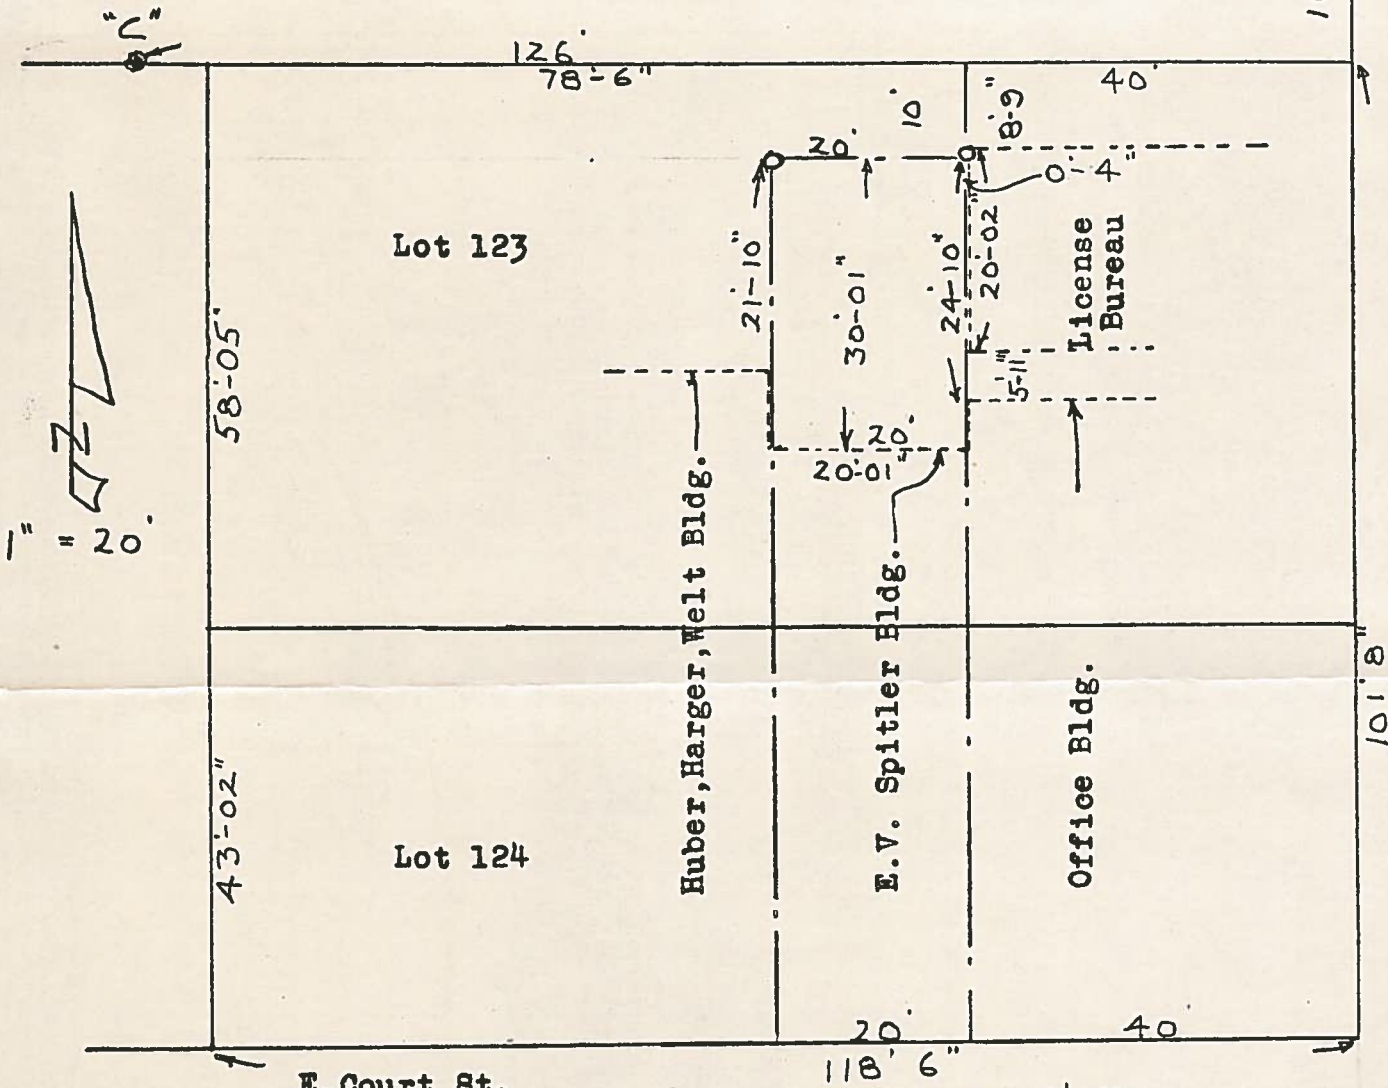 "C"
126'
78'-6"
40'
10'
8'-9"
20'
0'-4"
Lot 123
21'-10"
30'-01"
24'-10"
20'-02"
License
Bureau
58'-05"
5'-11"
20'
20'-01"
N
1" = 20'
Huber,Harger,Welt Bldg.
E.V. Spitler Bldg.
Office Bldg.
101'8"
43'-02"
Lot 124
20'
40'
118' 6"
E Court St.